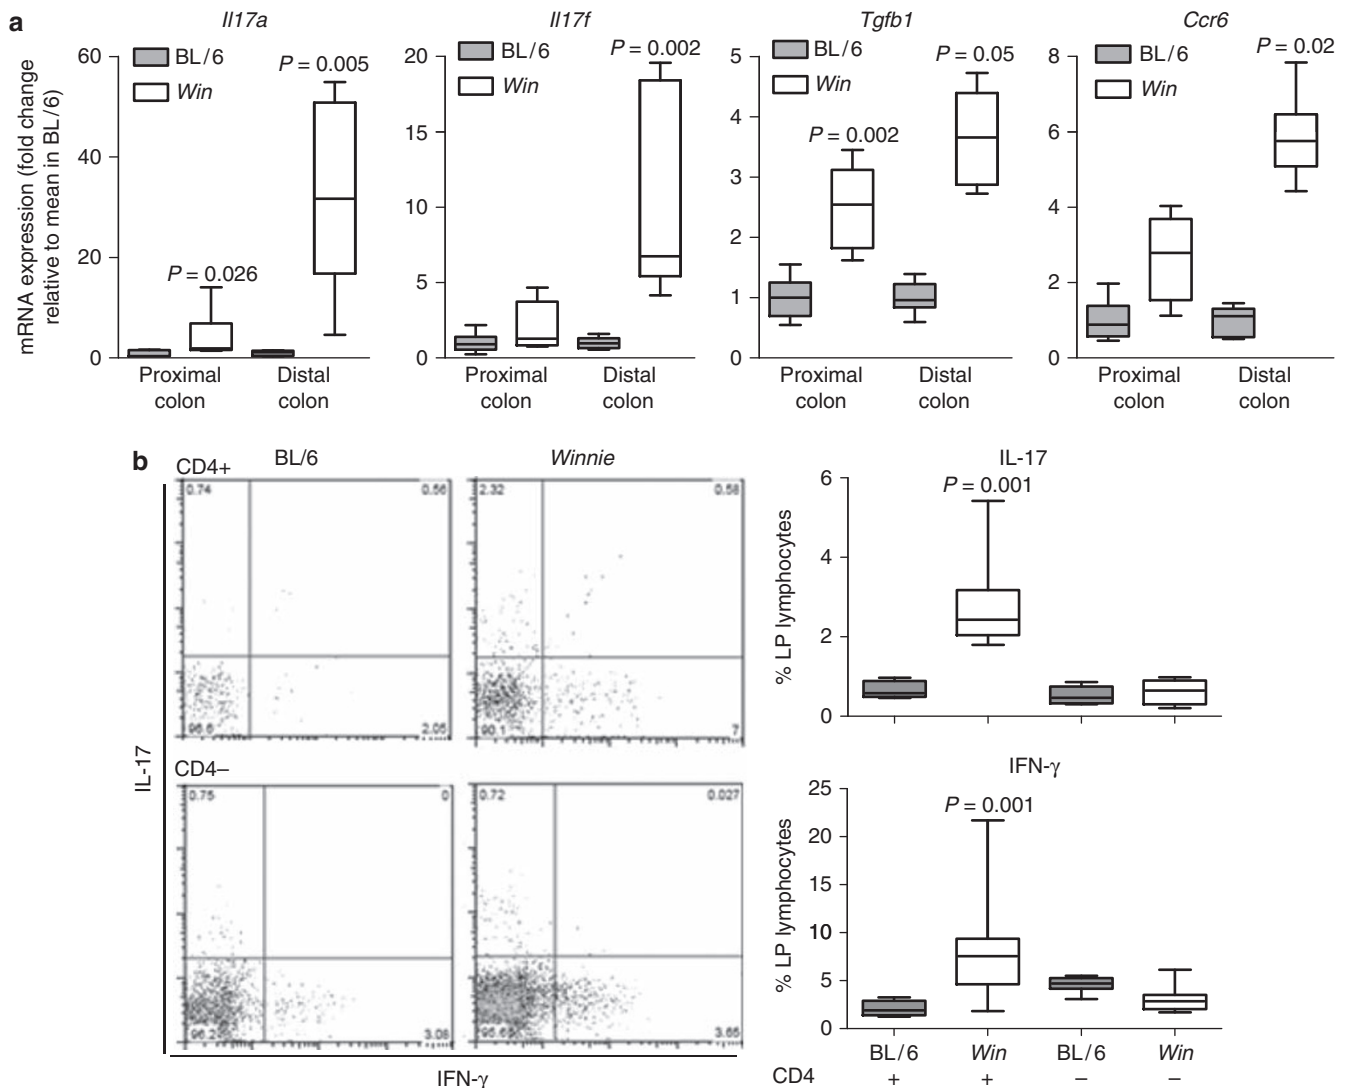 a
Il17a
Il17f
Tgfb1
Ccr6
mRNA expression (fold change
relative to mean in BL/6)
60
40
20
0
BL/6
Win
P = 0.005
P = 0.026
Proximal
colon
Distal
colon
20
15
10
5
0
BL/6
Win
P = 0.002
Proximal
colon
Distal
colon
5
4
3
2
1
0
BL/6
Win
P = 0.05
P = 0.002
Proximal
colon
Distal
colon
8
6
4
2
0
BL/6
Win
P = 0.02
Proximal
colon
Distal
colon
b
BL/6
Winnie
CD4+
0.74
0.56
2.05
2.32
0.58
90.1
7
CD4–
0.75
0
96.2
3.08
0.72
0.027
3.65
IL-17
IFN-γ
IL-17
% LP lymphocytes
6
4
2
0
P = 0.001
IFN-γ
% LP lymphocytes
25
20
15
10
5
0
P = 0.001
BL/6 Win BL/6 Win
CD4 + + – –